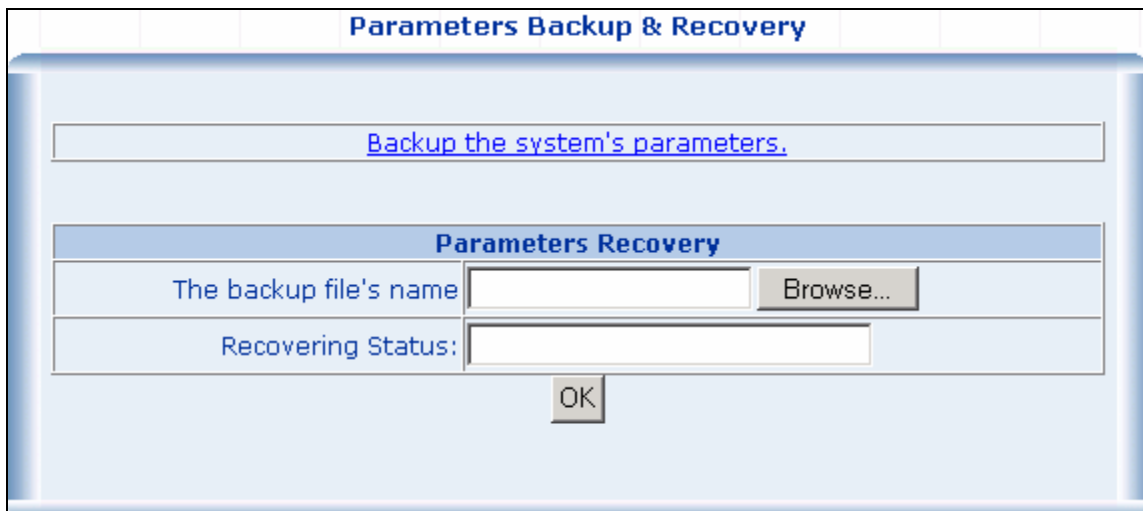 Parameters Backup & Recovery
Backup the system's parameters.
Parameters Recovery
The backup file's name Browse...
Recovering Status:
OK